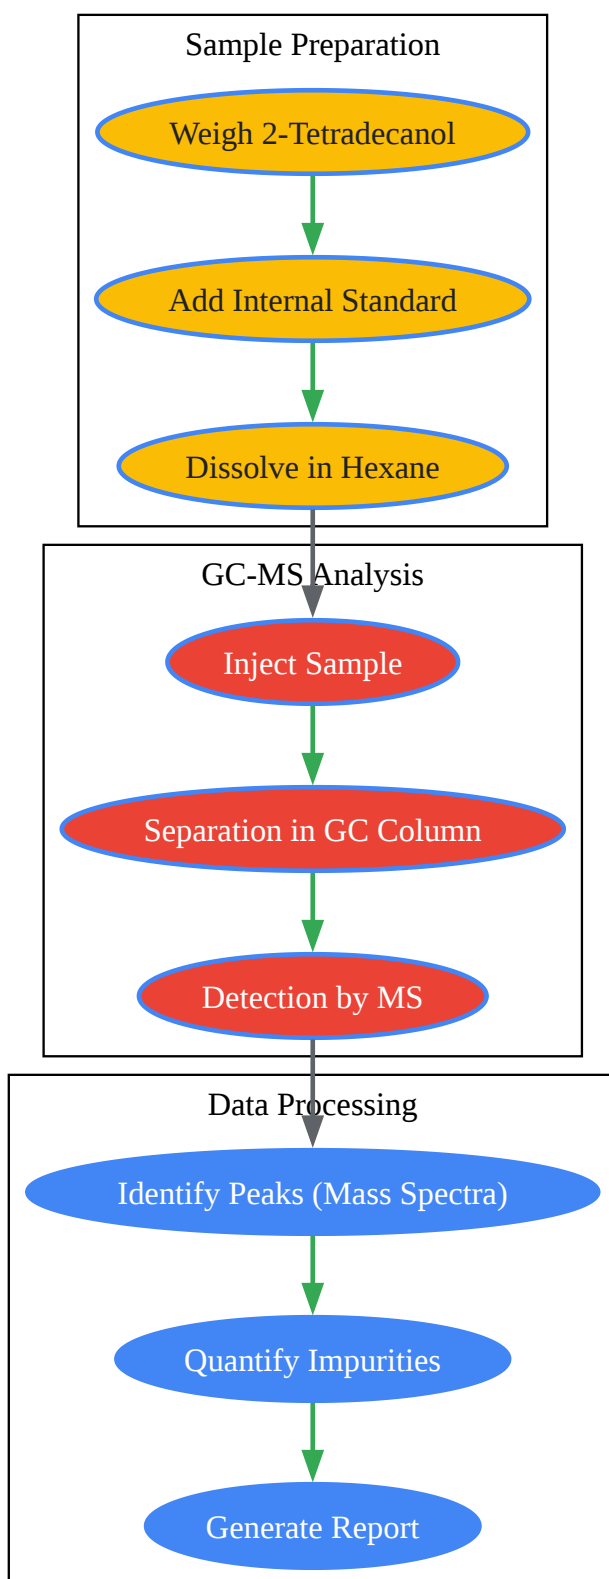 Sample Preparation
Weigh 2-Tetradecanol
Add Internal Standard
Dissolve in Hexane
GC-MS Analysis
Inject Sample
Separation in GC Column
Detection by MS
Data Processing
Identify Peaks (Mass Spectra)
Quantify Impurities
Generate Report